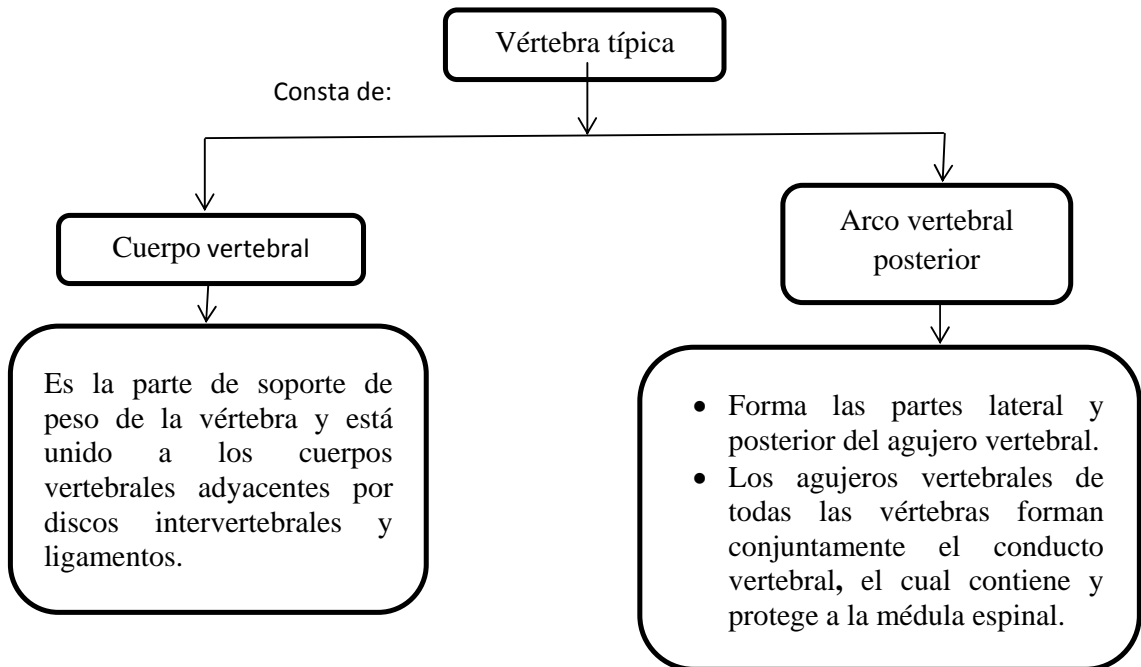 Vértebra típica
Consta de:
Cuerpo vertebral
Arco vertebral
posterior
Es la parte de soporte de
peso de la vértebra y está
unido a los cuerpos
vertebrales adyacentes por
discos intervertebrales y
ligamentos.
• Forma las partes lateral y
posterior del agujero vertebral.
• Los agujeros vertebrales de
todas las vértebras forman
conjuntamente el conducto
vertebral, el cual contiene y
protege a la médula espinal.